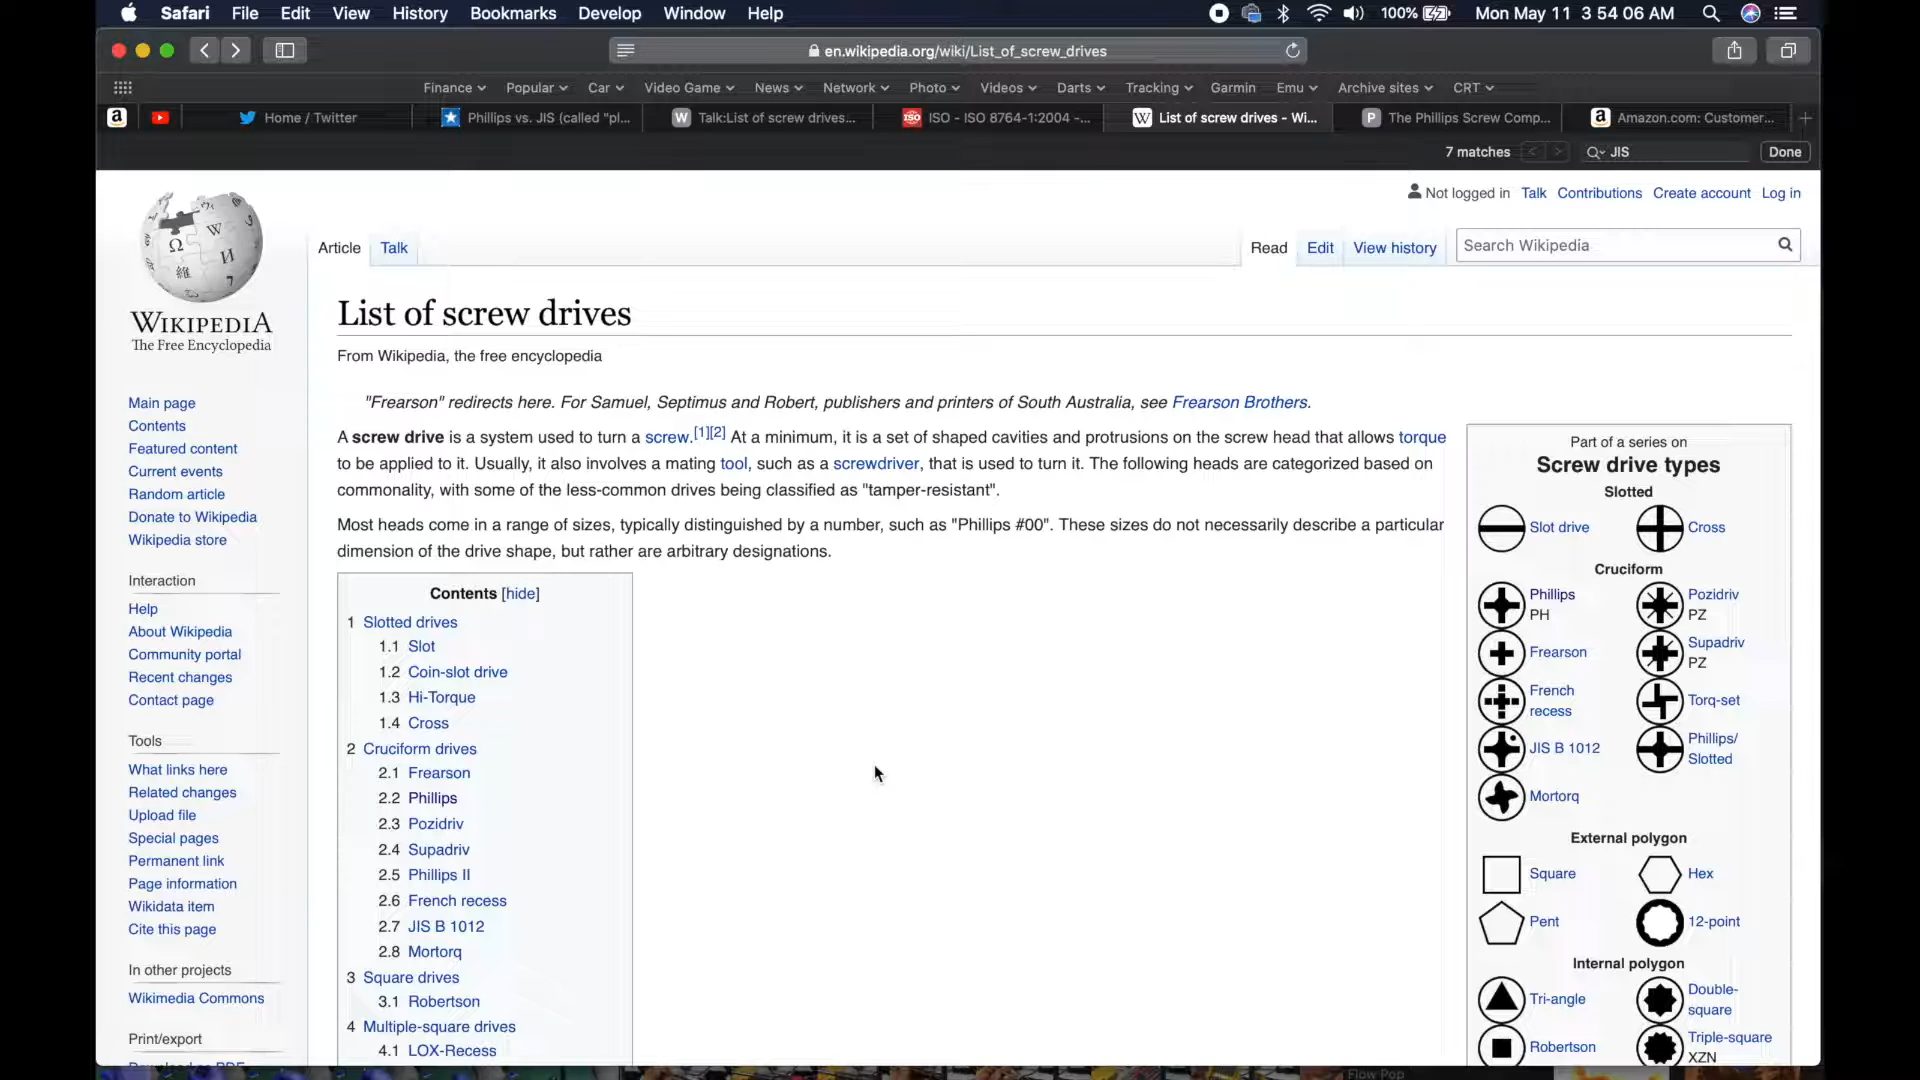 Safari File Edit View History Bookmarks Develop Window Help 100% Mon May 11 3 54 06 AM
en.wikipedia.org/wiki/List_of_screw_drives
Finance Popular Car Video Game News Network Photo Videos Darts Tracking Garmin Emu Archive sites CRT
Home / Twitter Phillips vs. JIS (called "pl... Talk:List of screw drives... ISO - ISO 8764-1:2004 -... List of screw drives - Wi... The Phillips Screw Comp... Amazon.com: Customer...
7 matches JIS Done
Not logged in Talk Contributions Create account Log in
Article Talk Read Edit View history Search Wikipedia
WIKIPEDIA
The Free Encyclopedia
Main page
Contents
Featured content
Current events
Random article
Donate to Wikipedia
Wikipedia store
Interaction
Help
About Wikipedia
Community portal
Recent changes
Contact page
Tools
What links here
Related changes
Upload file
Special pages
Permanent link
Page information
Wikidata item
Cite this page
In other projects
Wikimedia Commons
Print/export
List of screw drives
From Wikipedia, the free encyclopedia
"Frearson" redirects here. For Samuel, Septimus and Robert, publishers and printers of South Australia, see Frearson Brothers.
A screw drive is a system used to turn a screw.[1][2] At a minimum, it is a set of shaped cavities and protrusions on the screw head that allows torque
to be applied to it. Usually, it also involves a mating tool, such as a screwdriver, that is used to turn it. The following heads are categorized based on
commonality, with some of the less-common drives being classified as "tamper-resistant".
Most heads come in a range of sizes, typically distinguished by a number, such as "Phillips #00". These sizes do not necessarily describe a particular
dimension of the drive shape, but rather are arbitrary designations.
Contents [hide]
1 Slotted drives
1.1 Slot
1.2 Coin-slot drive
1.3 Hi-Torque
1.4 Cross
2 Cruciform drives
2.1 Frearson
2.2 Phillips
2.3 Pozidriv
2.4 Supadriv
2.5 Phillips II
2.6 French recess
2.7 JIS B 1012
2.8 Mortorq
3 Square drives
3.1 Robertson
4 Multiple-square drives
4.1 LOX-Recess
Part of a series on
Screw drive types
Slotted
Slot drive Cross
Cruciform
Phillips Pozidriv
PH PZ
Frearson Supadriv
PZ
French
recess
Torq-set
JIS B 1012 Phillips/
Slotted
Mortorq
External polygon
Square Hex
Pent 12-point
Internal polygon
Tri-angle Double-
square
Robertson Triple-square
XZN
Flow Pop